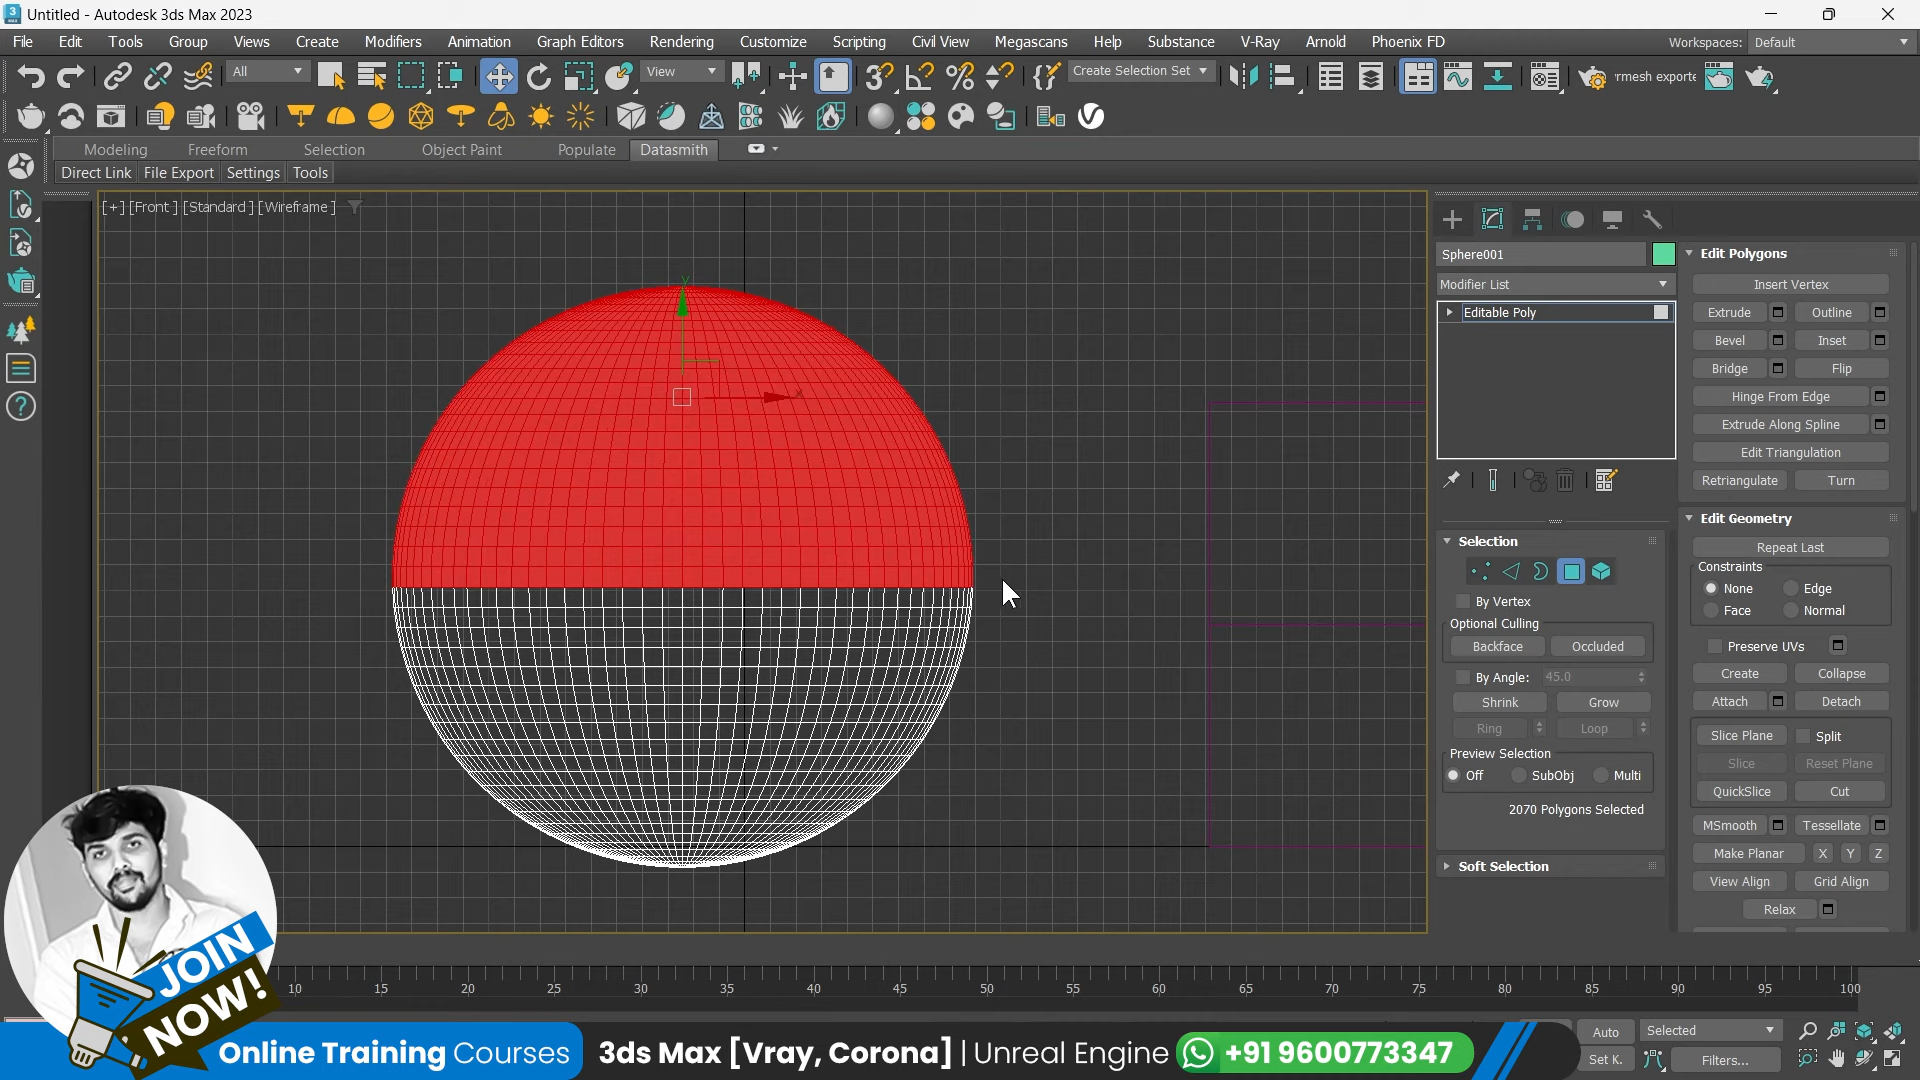 Untitled - Autodesk 3ds Max 2023
File Edit Tools Group Views Create Modifiers Animation Graph Editors Rendering Customize Scripting Civil View Megascans Help Substance V-Ray Arnold Phoenix FD Workspaces: Default
All View Create Selection Set rmesh exporte
Modeling Freeform Selection Object Paint Populate Datasmith
Direct Link File Export Settings Tools
[+] [Front ] [Standard ] [Wireframe ]
y
x
Sphere001
Modifier List
Editable Poly
Selection
By Vertex
Optional Culling
Backface Occluded
By Angle: 45.0
Shrink Grow
Ring Loop
Preview Selection
Off SubObj Multi
2070 Polygons Selected
Soft Selection
Edit Polygons
Insert Vertex
Extrude Outline
Bevel Inset
Bridge Flip
Hinge From Edge
Extrude Along Spline
Edit Triangulation
Retriangulate Turn
Edit Geometry
Repeat Last
Constraints
None Edge
Face Normal
Preserve UVs
Create Collapse
Attach Detach
Slice Plane Split
Slice Reset Plane
QuickSlice Cut
MSmooth Tessellate
Make Planar X Y Z
View Align Grid Align
Relax
10 15 20 25 30 35 40 45 50 55 60 65 70 75 80 85 90 95 100
JOIN
NOW!
Online Training Courses 3ds Max [Vray, Corona] | Unreal Engine +91 9600773347
Auto Selected
Set K. Filters...